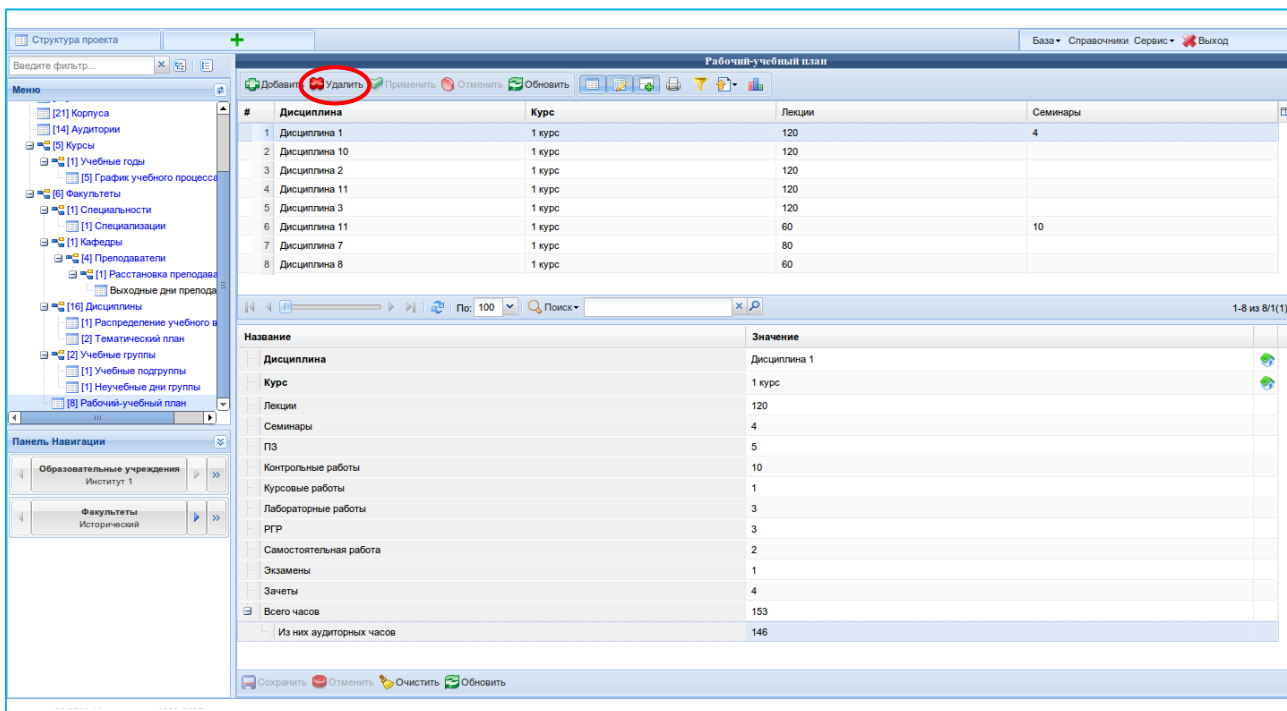 Структура проекта
База Справочники Сервис Выход
Введите фильтр...
Рабочий-учебный план
Меню
Добавить Удалить Применить Отменить Обновить
[21] Корпуса
[14] Аудитории
[5] Курсы
[1] Учебные годы
[5] График учебного процесса
[6] Факультеты
[1] Специальности
[1] Специализации
[1] Кафедры
[4] Преподаватели
[1] Расстановка препода
Выходные дни препода
[16] Дисциплины
[1] Распределение учебного в
[2] Тематический план
[2] Учебные группы
[1] Учебные подгруппы
[1] Неучебные дни группы
[8] Рабочий-учебный план
Панель Навигации
Образовательные учреждения
Институт 1
Факультеты
Исторический
# Дисциплина Курс Лекции Семинары
1 Дисциплина 1 1 курс 120 4
2 Дисциплина 10 1 курс 120
3 Дисциплина 2 1 курс 120
4 Дисциплина 11 1 курс 120
5 Дисциплина 3 1 курс 120
6 Дисциплина 11 1 курс 60 10
7 Дисциплина 7 1 курс 80
8 Дисциплина 8 1 курс 60
По: 100 Поиск 1-8 из 8/1(1)
Название Значение
Дисциплина Дисциплина 1
Курс 1 курс
Лекции 120
Семинары 4
ПЗ 5
Контрольные работы 10
Курсовые работы 1
Лабораторные работы 3
РГР 3
Самостоятельная работа 2
Экзамены 1
Зачеты 4
Всего часов 153
Из них аудиторных часов 146
Сохранить Отменить Очистить Обновить